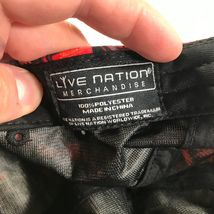 LIVE NATION®
MERCHANDISE
100% POLYESTER
MADE IN CHINA
LIVE NATION IS A REGISTERED TRADEMARK
OF LIVE NATION WORLDWIDE, INC.